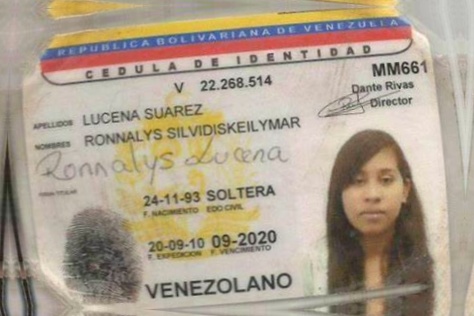 REPUBLICA BOLIVARIANA DE VENEZUELA
CEDULA DE IDENTIDAD
MM661
V 22.268.514
Dante Rivas
Director
APELLIDOS LUCENA SUAREZ
NOMBRES RONNALYS SILVIDISKEILYMAR
Ronnalys Lucena
FIRMA TITULAR
24-11-93 SOLTERA
F. NACIMIENTO EDO CIVIL
20-09-10 09-2020
F. EXPEDICION F. VENCIMIENTO
VENEZOLANO